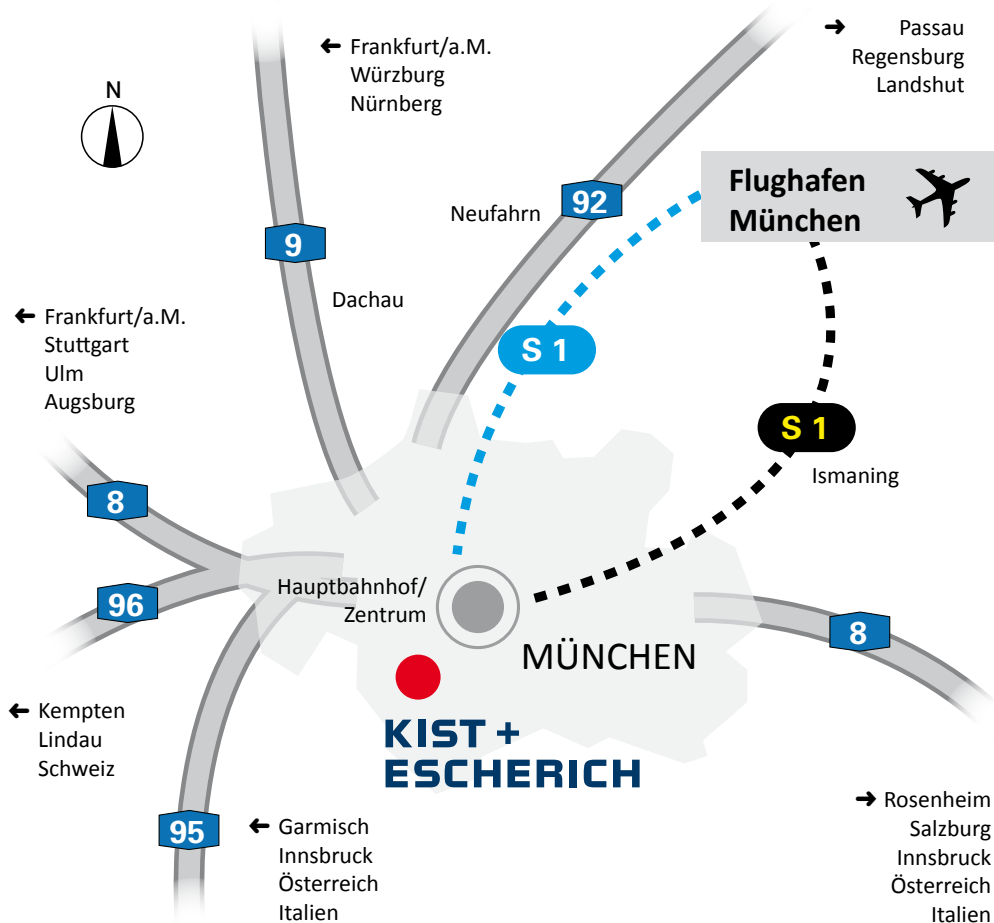 ← Frankfurt/a.M.
Würzburg
Nürnberg
→ Passau
Regensburg
Landshut
N
Flughafen
München
92
Neufahrn
9
Dachau
← Frankfurt/a.M.
Stuttgart
Ulm
Augsburg
S 1
S 1
Ismaning
8
96
Hauptbahnhof/
Zentrum
8
MÜNCHEN
← Kempten
Lindau
Schweiz
KIST +
ESCHERICH
95
← Garmisch
Innsbruck
Österreich
Italien
→ Rosenheim
Salzburg
Innsbruck
Österreich
Italien